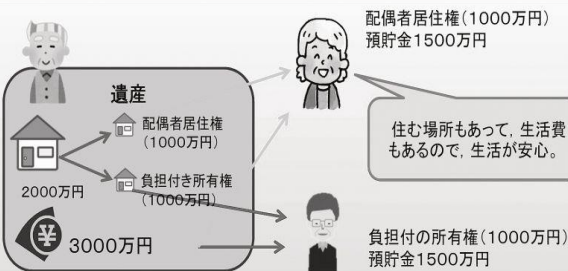 配偶者居住権(1000万円)
預貯金1500万円
遺産
配偶者居住権
(1000万円)
住む場所もあって,生活費
もあるので,生活が安心。
負担付き所有権
(1000万円)
2000万円
¥
3000万円
負担付の所有権(1000万円)
預貯金1500万円